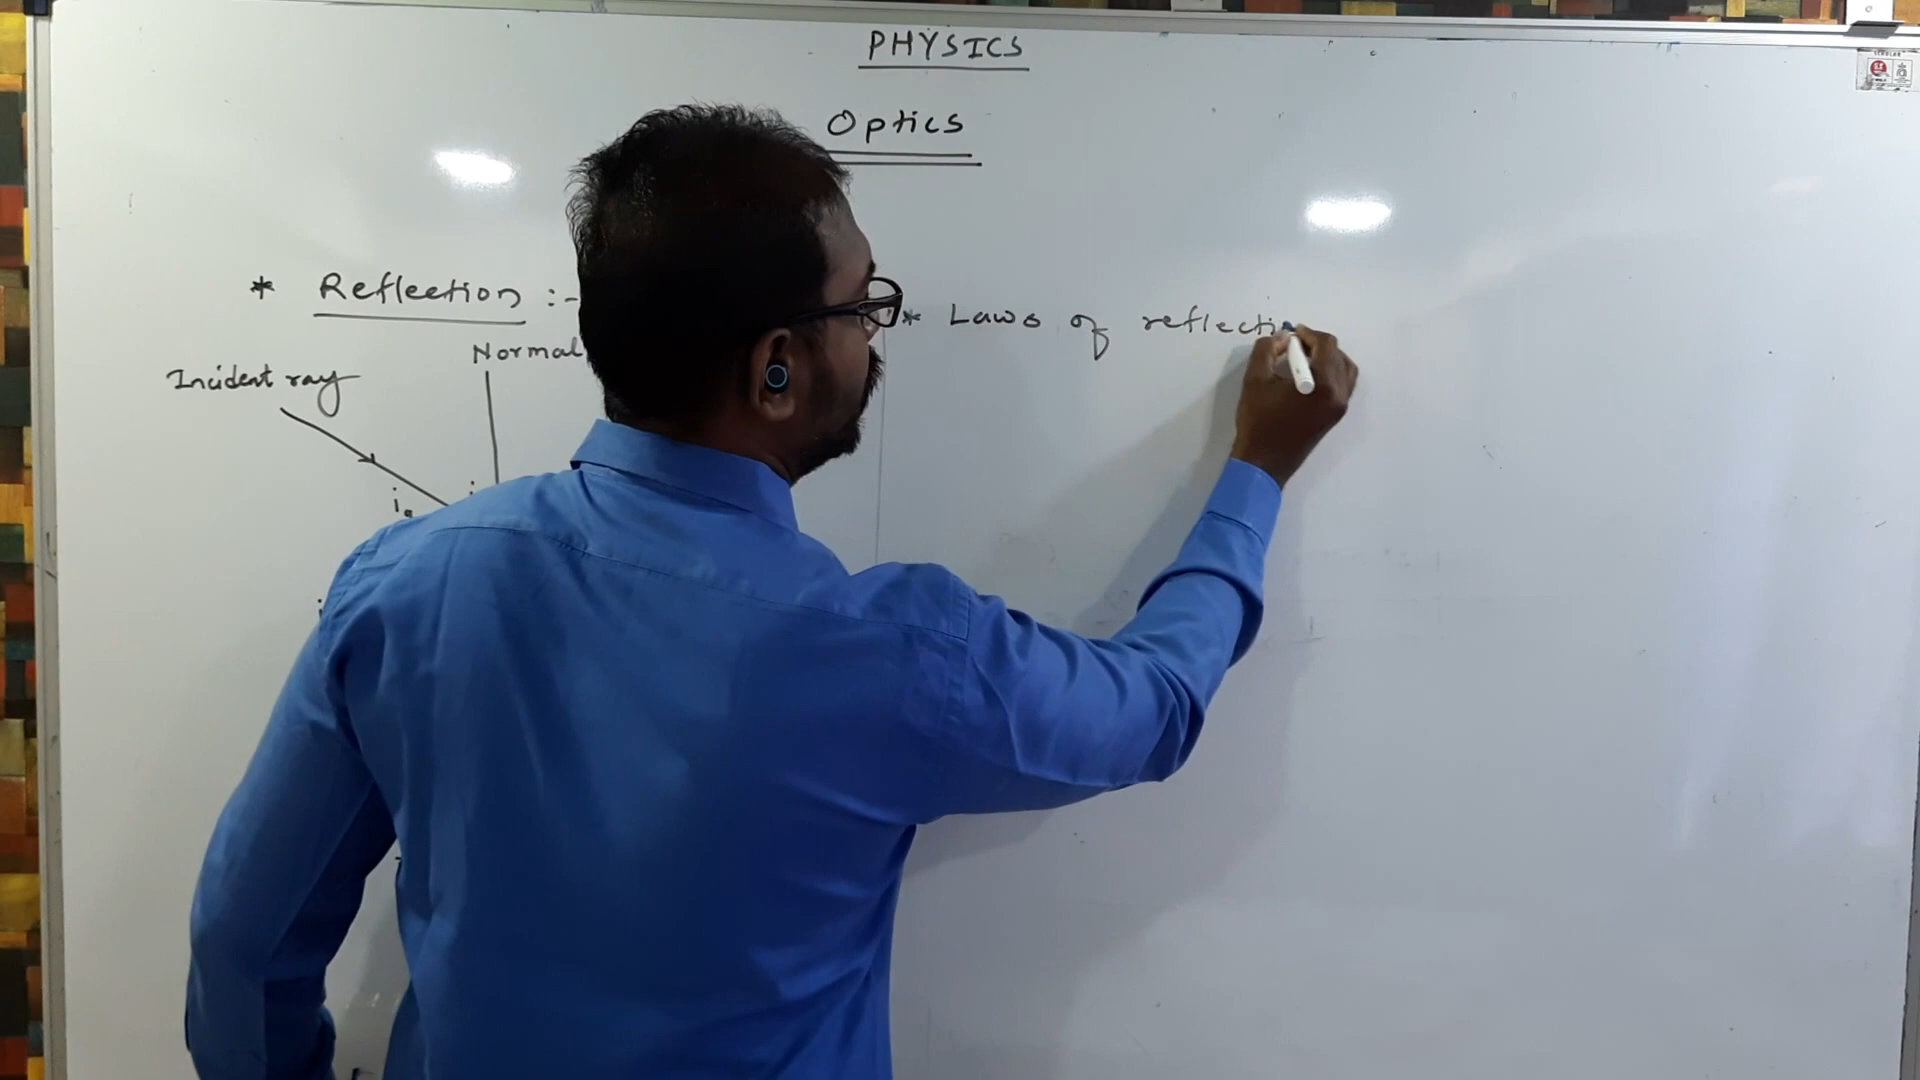 PHYSICS
Optics
* Reflection :-
* Laws of reflecti
Normal
Incident ray
i